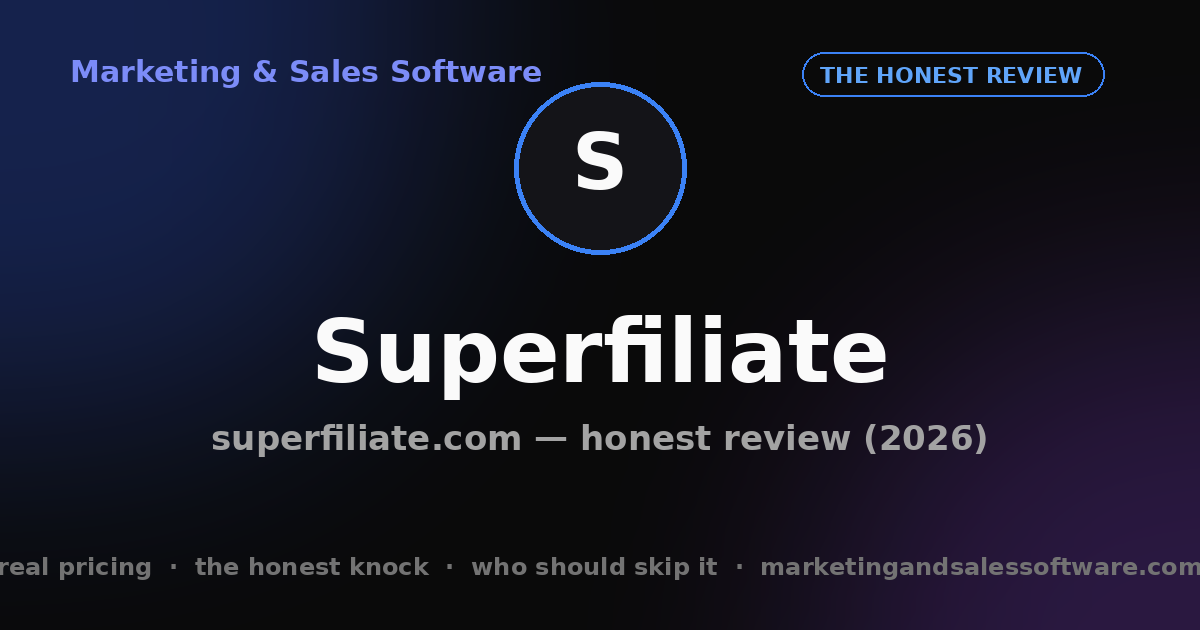 Marketing & Sales Software
THE HONEST REVIEW
S
Superfiliate
superfiliate.com — honest review (2026)
real pricing · the honest knock · who should skip it · marketingandsalessoftware.com